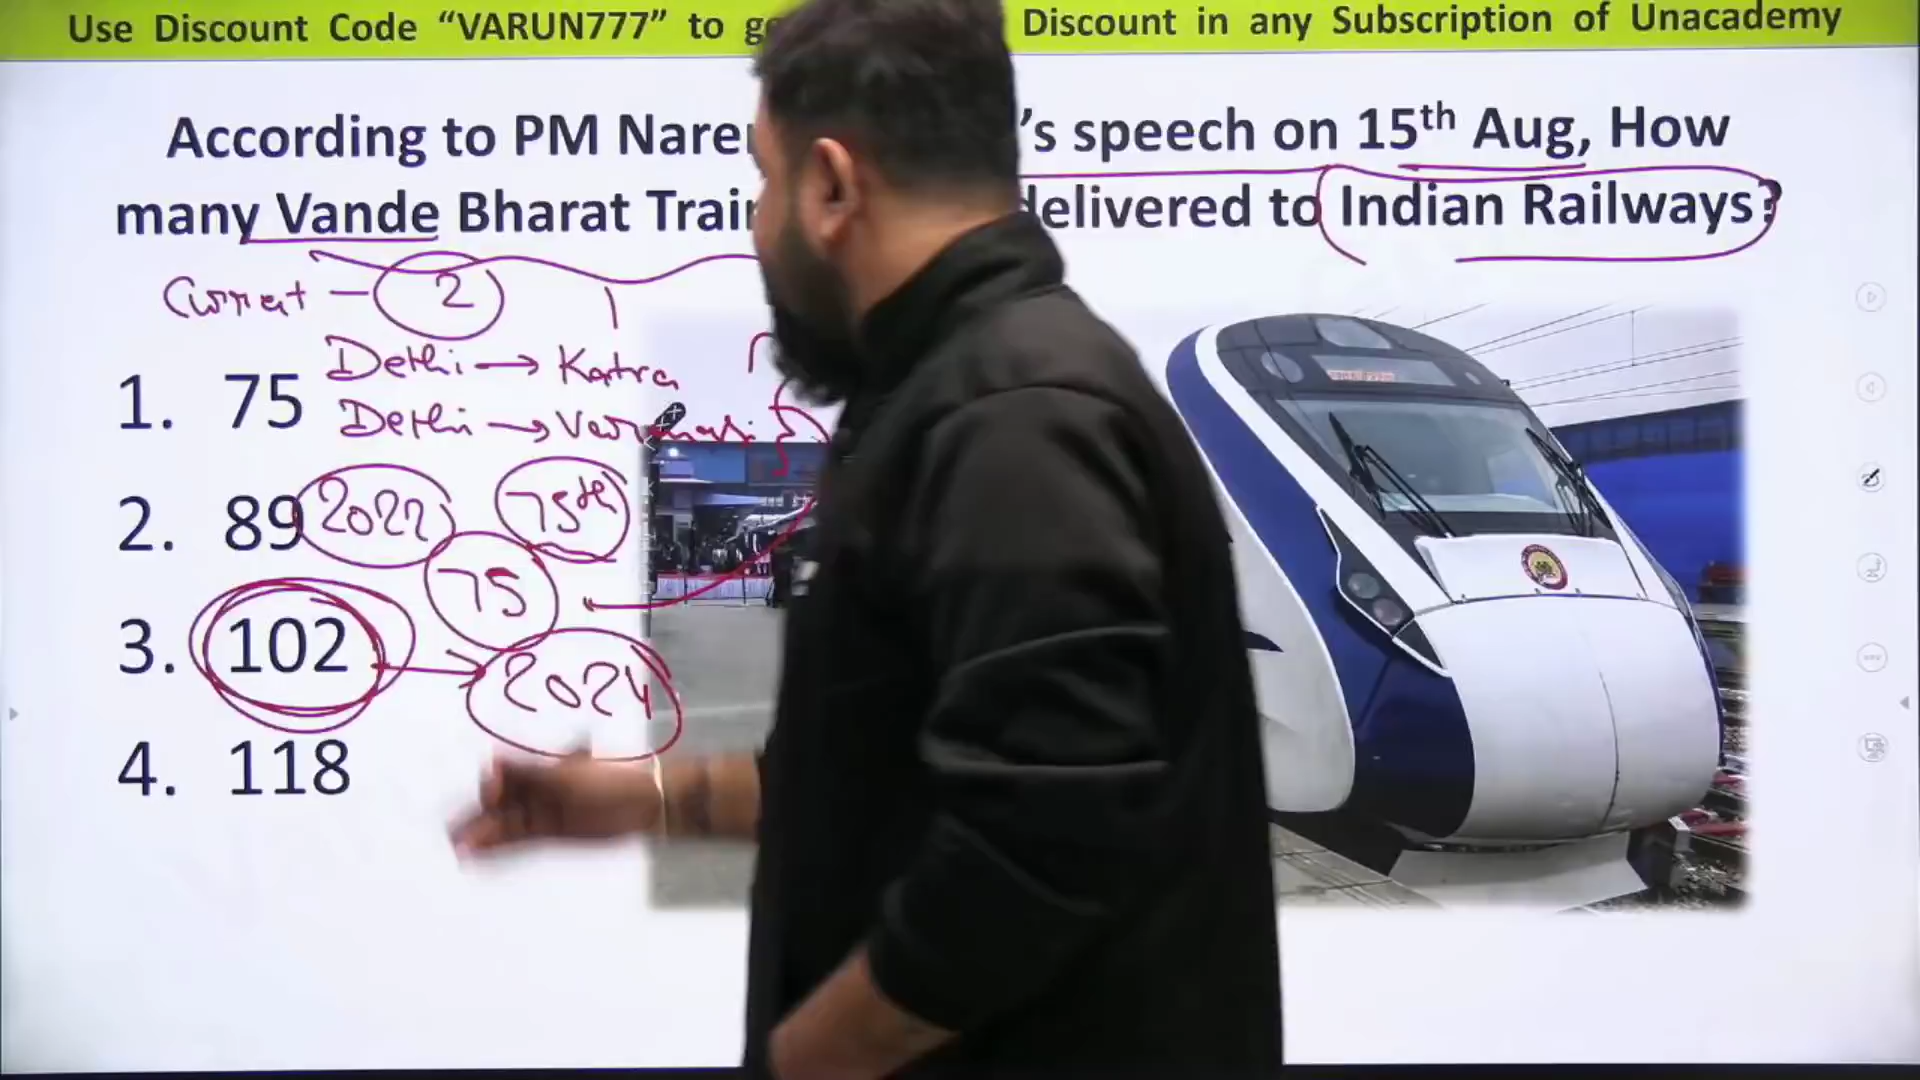 Use Discount Code “VARUN777” to Discount in any Subscription of Unacademy
According to PM ’s speech on 15th Aug, How
many Vande Bharat delivered to Indian Railways?
Current — 2
Delhi → Katra
1. 75
Delhi →
2. 89 2022 75th
75
3. 102 → 2024
4. 118